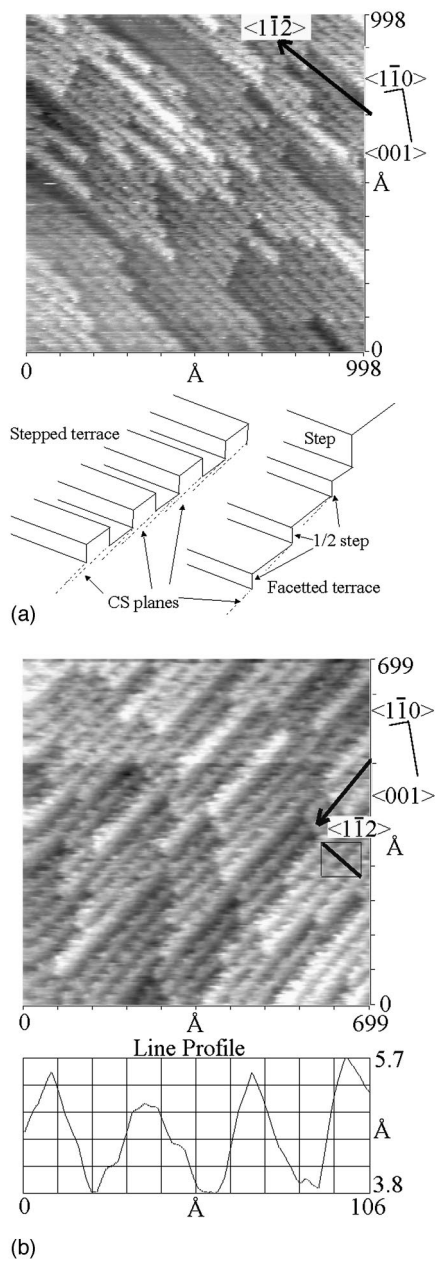 <11̅2̅>
998
<11̅0>
<001>
Å
0
0
Å
998
Stepped terrace
Step
1/2 step
CS planes
Facetted terrace
(a)
699
<11̅0>
<001>
<11̅2>
Å
0
0
Å
699
Line Profile
5.7
Å
3.8
0
Å
106
(b)